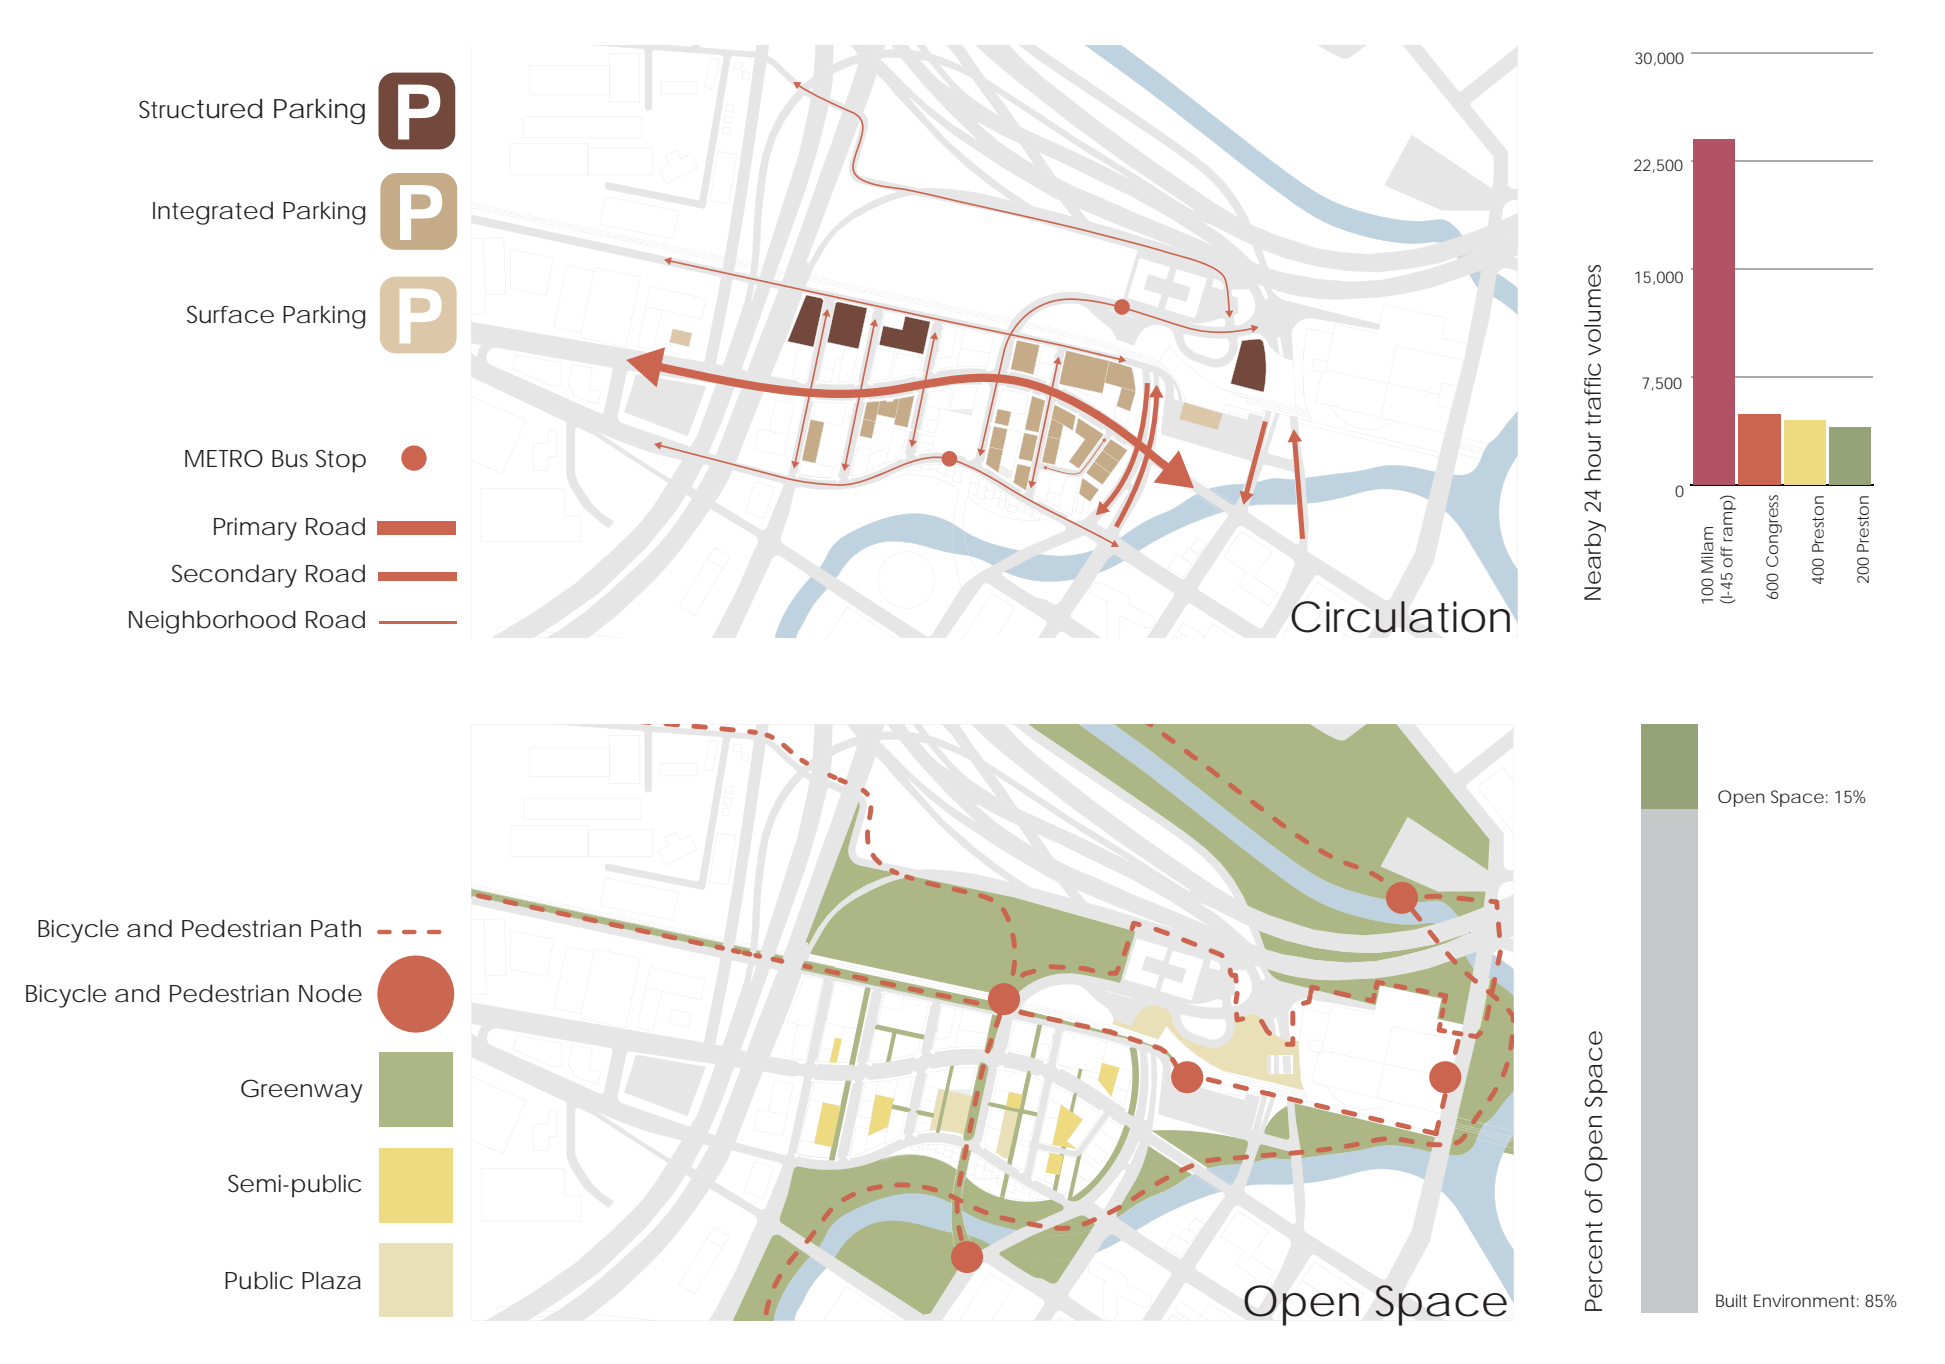 Structured Parking
P
Integrated Parking
P
Surface Parking
P
METRO Bus Stop
Primary Road
Secondary Road
Neighborhood Road
Circulation
Nearby 24 hour traffic volumes
30,000
22,500
15,000
7,500
0
100 Milam
(I-45 off ramp)
600 Congress
400 Preston
200 Preston
Bicycle and Pedestrian Path
Bicycle and Pedestrian Node
Greenway
Semi-public
Public Plaza
Open Space
Percent of Open Space
Open Space: 15%
Built Environment: 85%